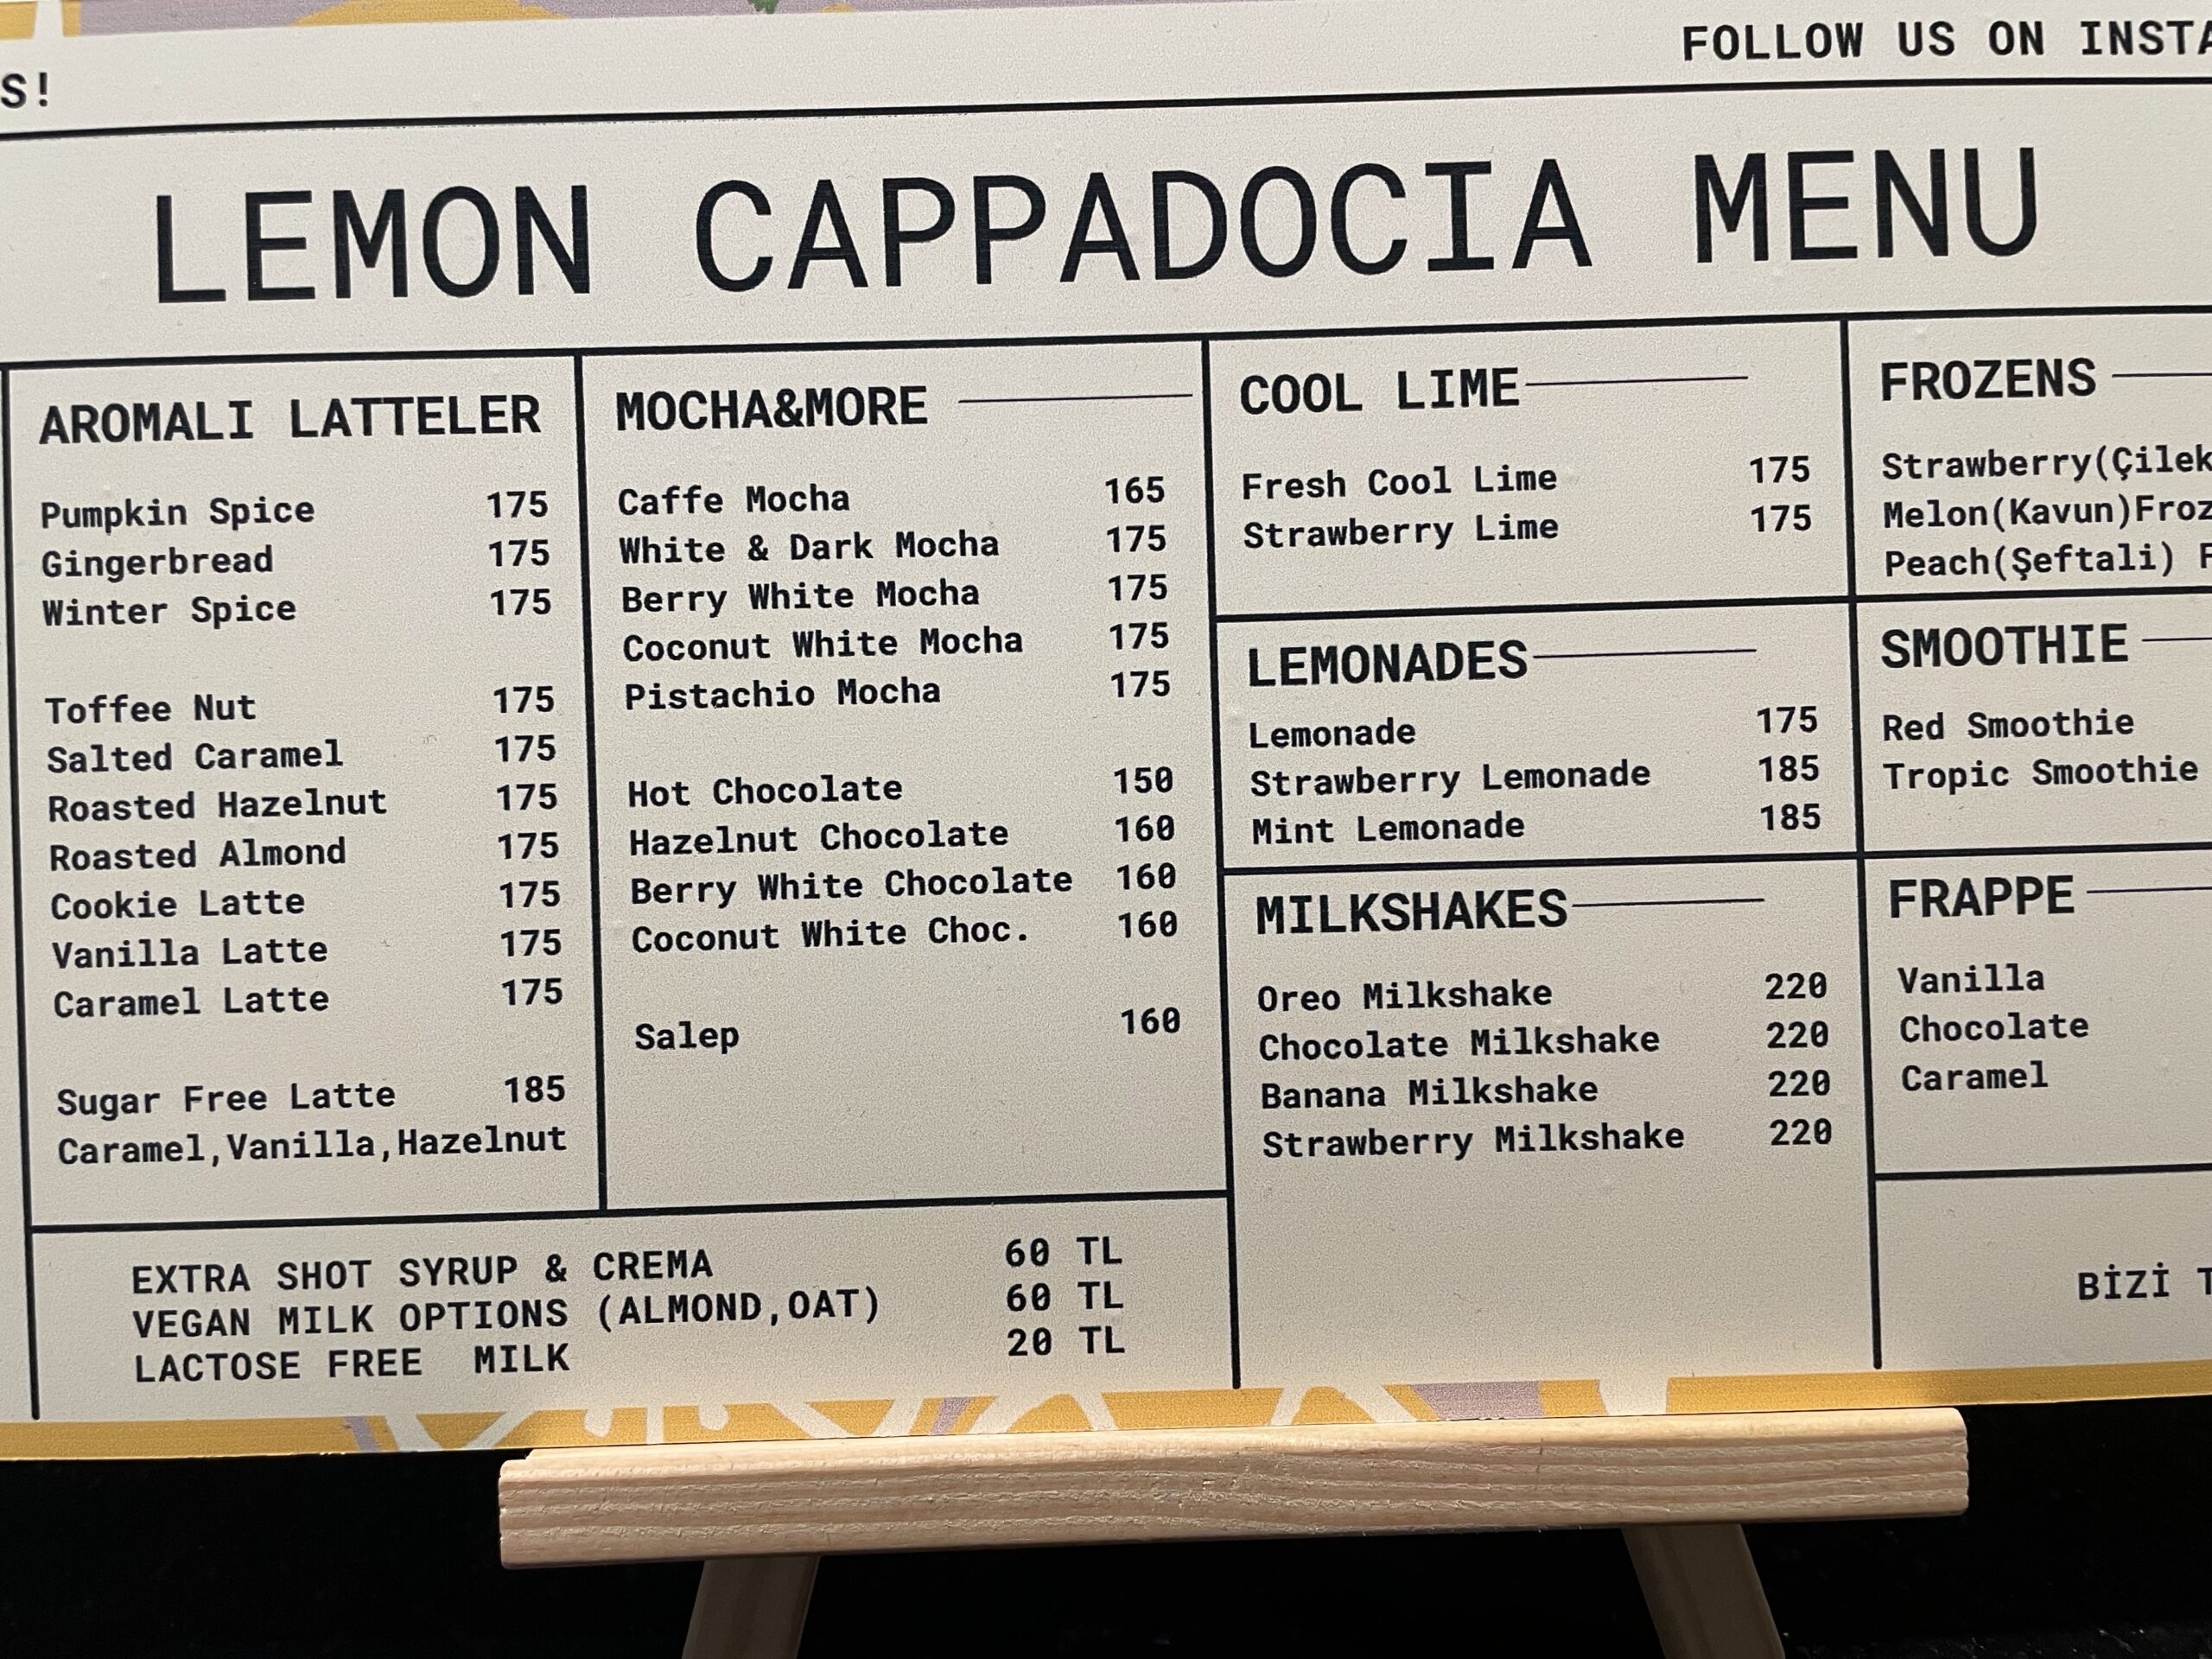 S!
FOLLOW US ON
LEMON CAPPADOCIA MENU
AROMALI LATTELER
Pumpkin Spice 175
Gingerbread 175
Winter Spice 175
Toffee Nut 175
Salted Caramel 175
Roasted Hazelnut 175
Roasted Almond 175
Cookie Latte 175
Vanilla Latte 175
Caramel Latte 175
Sugar Free Latte 185
Caramel,Vanilla,Hazelnut
MOCHA&MORE
Caffe Mocha 165
White & Dark Mocha 175
Berry White Mocha 175
Coconut White Mocha 175
Pistachio Mocha 175
Hot Chocolate 150
Hazelnut Chocolate 160
Berry White Chocolate 160
Coconut White Choc. 160
Salep 160
EXTRA SHOT SYRUP & CREMA 60 TL
VEGAN MILK OPTIONS (ALMOND,OAT) 60 TL
LACTOSE FREE MILK 20 TL
COOL LIME
Fresh Cool Lime 175
Strawberry Lime 175
LEMONADES
Lemonade 175
Strawberry Lemonade 185
Mint Lemonade 185
MILKSHAKES
Oreo Milkshake 220
Chocolate Milkshake 220
Banana Milkshake 220
Strawberry Milkshake 220
FROZENS
Strawberry(Çilek
Melon(Kavun)Froz
Peach(Şeftali) F
SMOOTHIE
Red Smoothie
Tropic Smoothie
FRAPPE
Vanilla
Chocolate
Caramel
BİZİ T